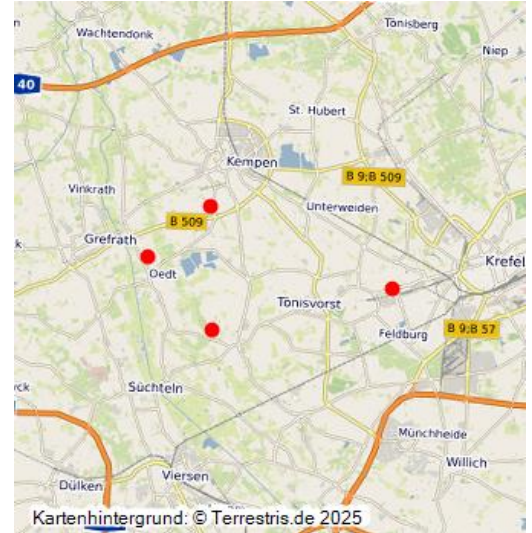 Wachtendonk
Tönisberg
Niep
40
St. Hubert
Kempen
B 9;B 509
Vinkrath
Unterweiden
B 509
Grefrath
Oedt
Krefel
Tönisvorst
B 9;B 57
Feldburg
yck
Süchteln
Münchheide
Willich
Viersen
Dülken
Kartenhintergrund: © Terrestris.de 2025